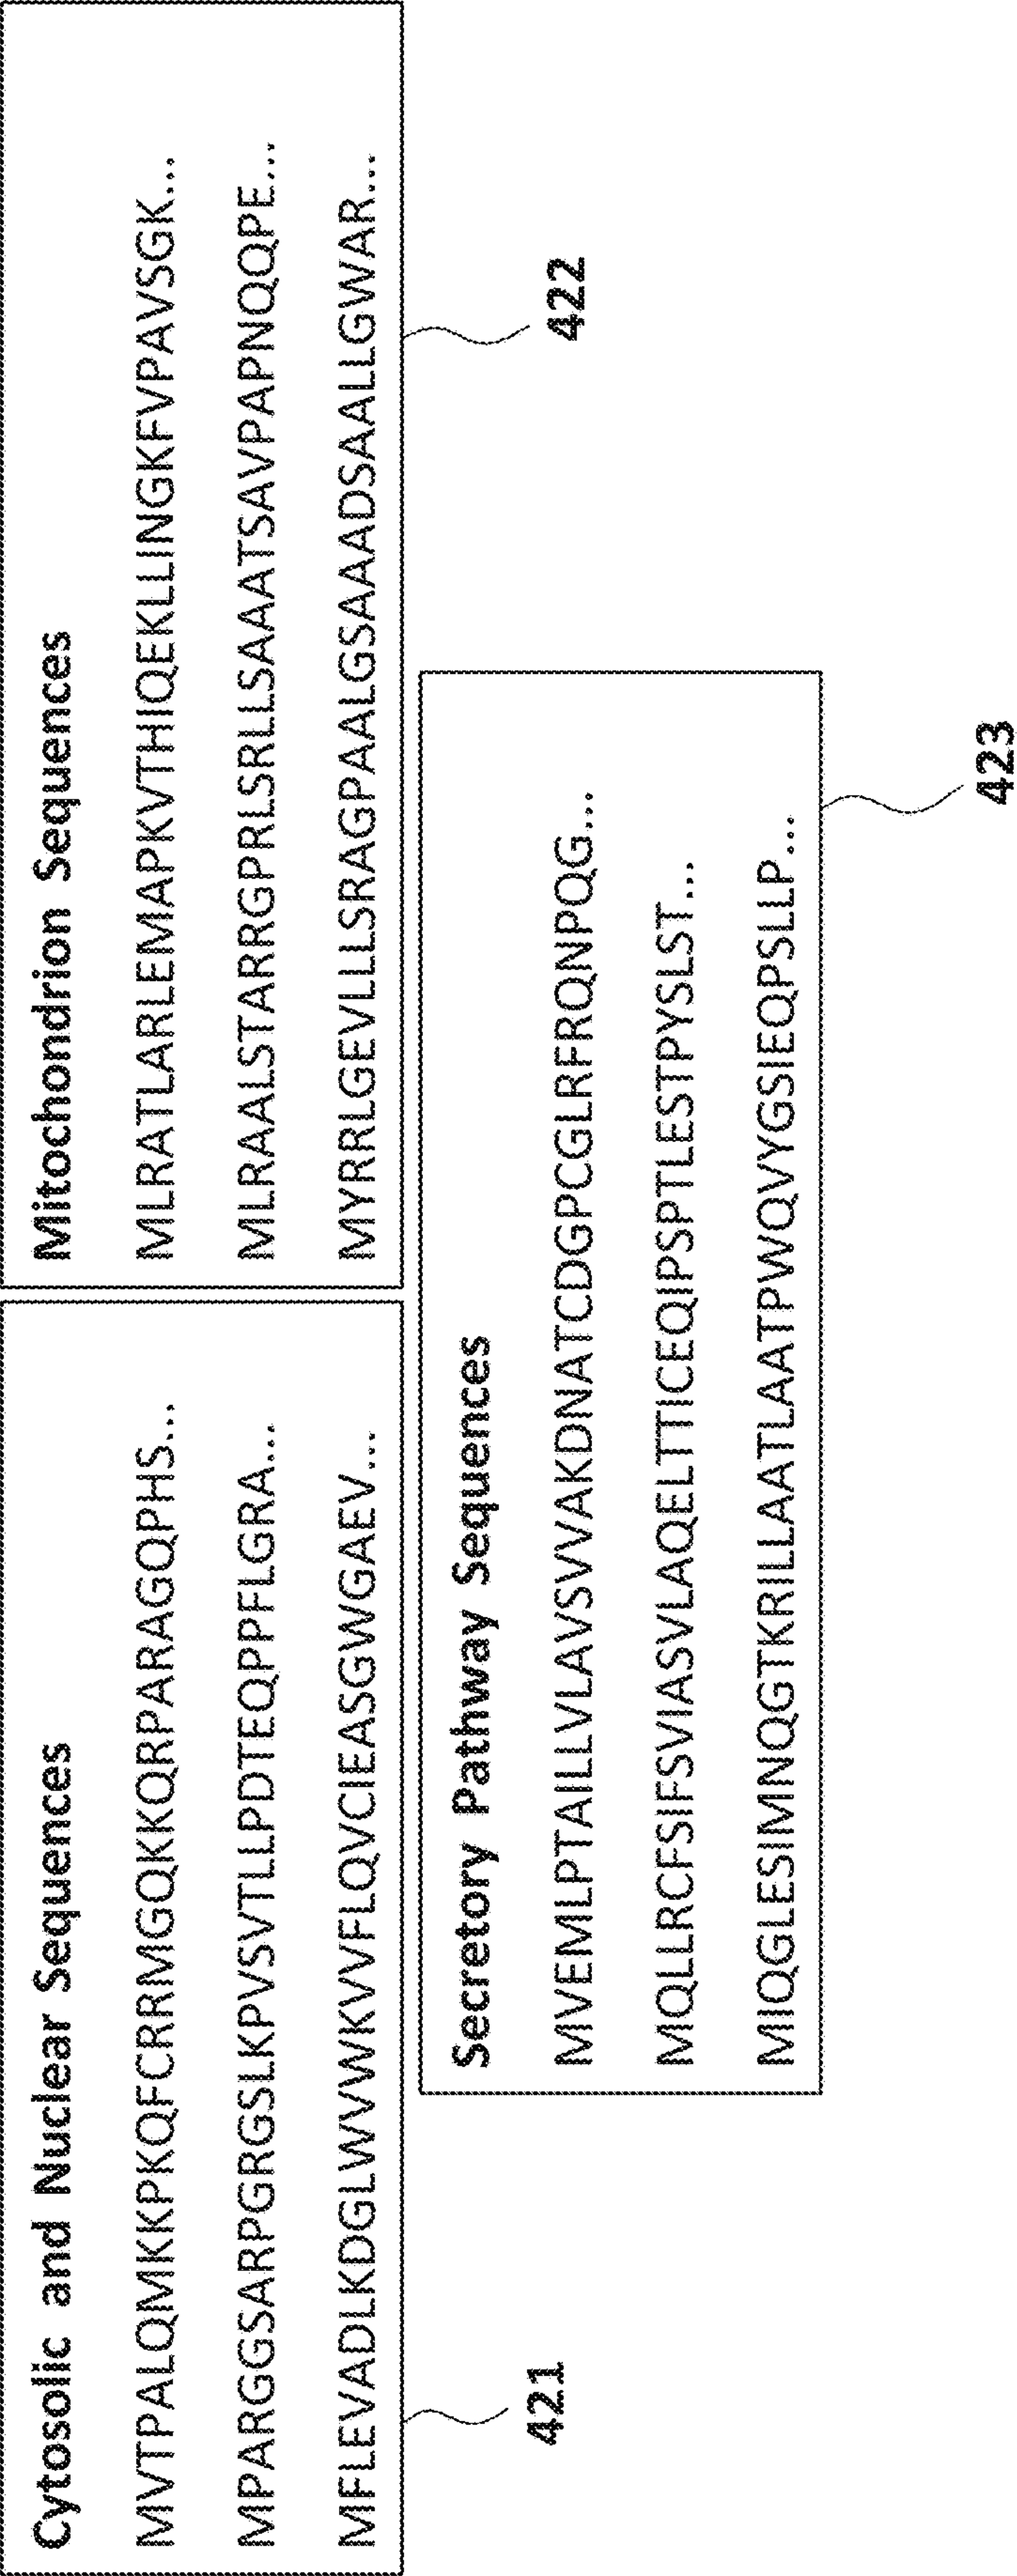 Cytosolic and Nuclear Sequences
MVTPALQMKKPKQFCRRMGQKKQRPARAGQPHS...
MPARGGSARPGRGSLKPVSVTLLPDTEQPPFLGRA...
MFLEVADLKDGLWVVWKVVFLQVCIEASGWGAEV...
421
Mitochondrion Sequences
MLRATLARLEMAPKVTHIQEKLLINGKFVPAVSGK...
MLRAALSTARRGPRLSRLLSAAATSAVPAPNQQPE...
MYRRLGEVLLLSRAGPAALGSAAADSAALLGWAR...
422
Secretory Pathway Sequences
MVEMLPTAILLVLAVSVVAKDNATCDGPCGLRFRQNPQG...
MQLLRCFSIFSVIASVLAQELTTICEQIPSPTLESTPYSLST...
MIQGLESIMNQGTKRILLAATLAATPWQVYGSIEQPSLLP...
423